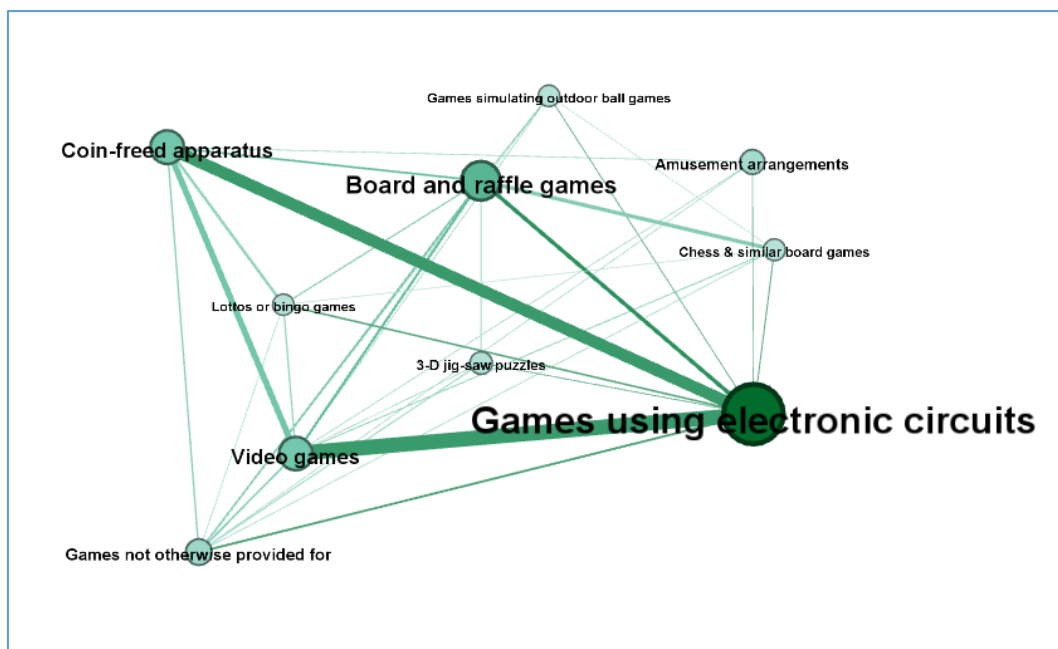 Games simulating outdoor ball games
Coin-freed apparatus
Amusement arrangements
Board and raffle games
Chess & similar board games
Lottos or bingo games
3-D jig-saw puzzles
Games using electronic circuits
Video games
Games not otherwise provided for